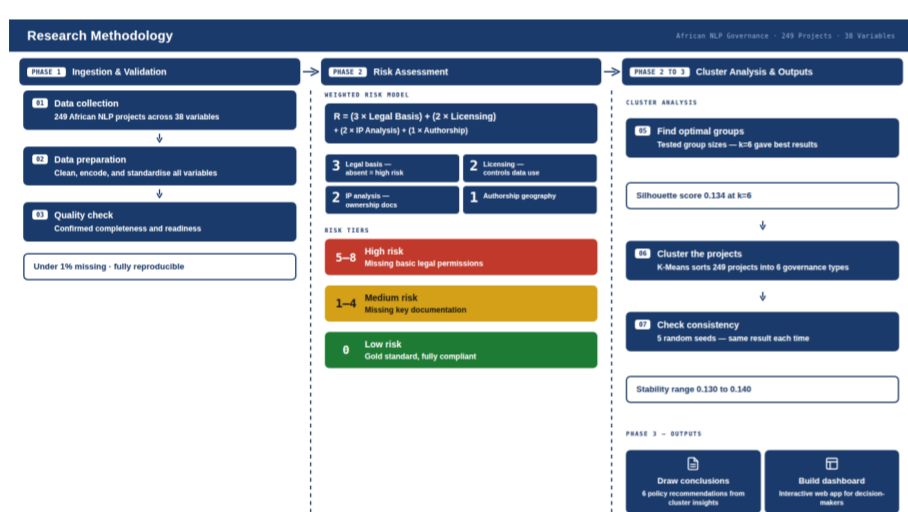 Research Methodology
African NLP Governance · 249 Projects · 38 Variables
PHASE 1 Ingestion & Validation
01 Data collection
249 African NLP projects across 38 variables
02 Data preparation
Clean, encode, and standardise all variables
03 Quality check
Confirmed completeness and readiness
Under 1% missing · fully reproducible
PHASE 2 Risk Assessment
WEIGHTED RISK MODEL
R = (3 × Legal Basis) + (2 × Licensing)
+ (2 × IP Analysis) + (1 × Authorship)
3 Legal basis —
absent = high risk
2 Licensing —
controls data use
2 IP analysis —
ownership docs
1 Authorship geography
RISK TIERS
5–8 High risk
Missing basic legal permissions
1–4 Medium risk
Missing key documentation
0 Low risk
Gold standard, fully compliant
PHASE 2 TO 3 Cluster Analysis & Outputs
CLUSTER ANALYSIS
05 Find optimal groups
Tested group sizes — k=6 gave best results
Silhouette score 0.134 at k=6
06 Cluster the projects
K-Means sorts 249 projects into 6 governance types
07 Check consistency
5 random seeds — same result each time
Stability range 0.130 to 0.140
PHASE 3 — OUTPUTS
Draw conclusions
6 policy recommendations from
cluster insights
Build dashboard
Interactive web app for decision-
makers